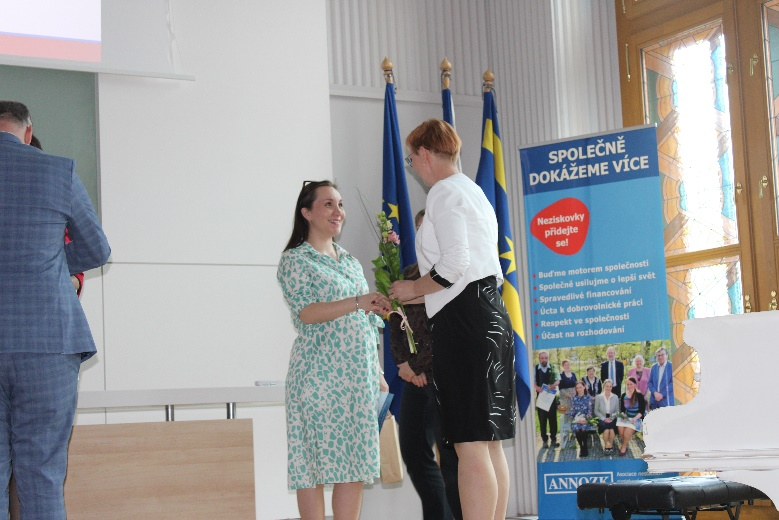 SPOLEČNĚ
DOKÁŽEME VÍCE
Neziskovky
přidejte
se!
Buďme motorem společnosti
Společně usilujme o lepší svět
Spravedlivé financování
Úcta k dobrovolnické práci
Respekt ve společnosti
Účast na rozhodování
ANNOZK
Asociace